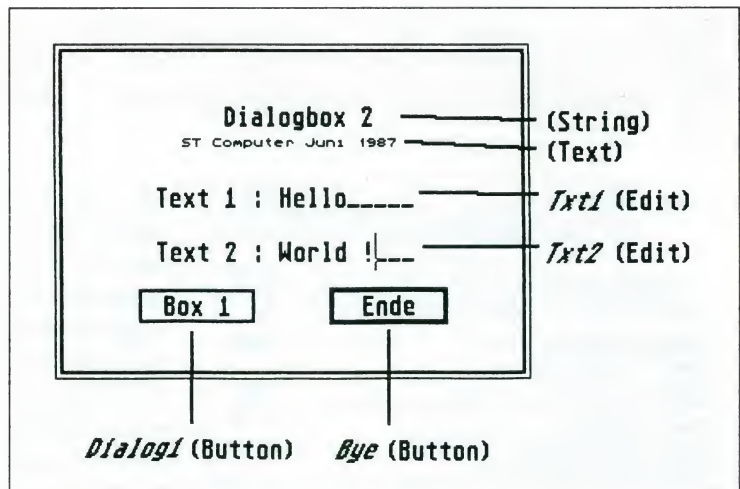 Dialogbox 2 (String)
ST Computer Juni 1987 (Text)
Text 1 : Hello_____ Txt1 (Edit)
Text 2 : World !___ Txt2 (Edit)
Box 1 Ende
Dialog1 (Button) Bye (Button)